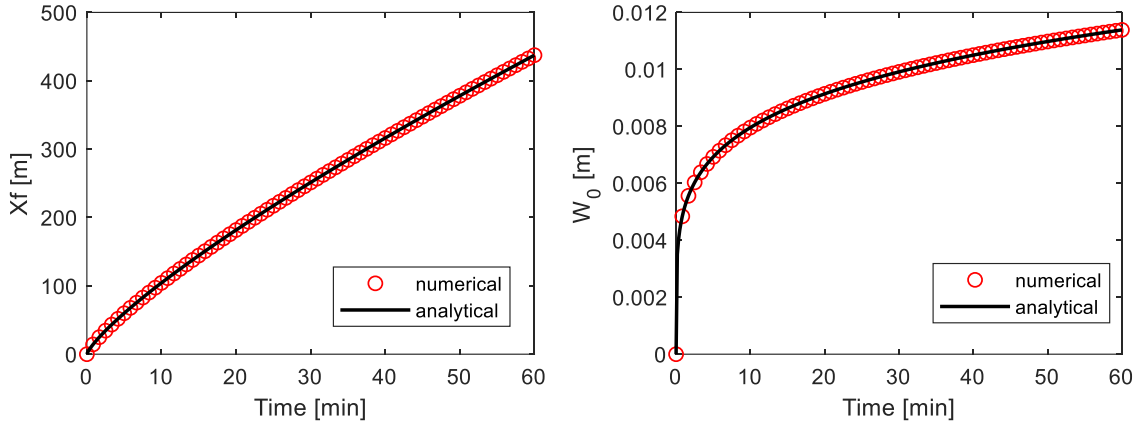 500
400
300
200
100
0
Xf [m]
0 10 20 30 40 50 60
Time [min]
numerical
analytical
0.012
0.01
0.008
0.006
0.004
0.002
0
W_0 [m]
0 10 20 30 40 50 60
Time [min]
numerical
analytical